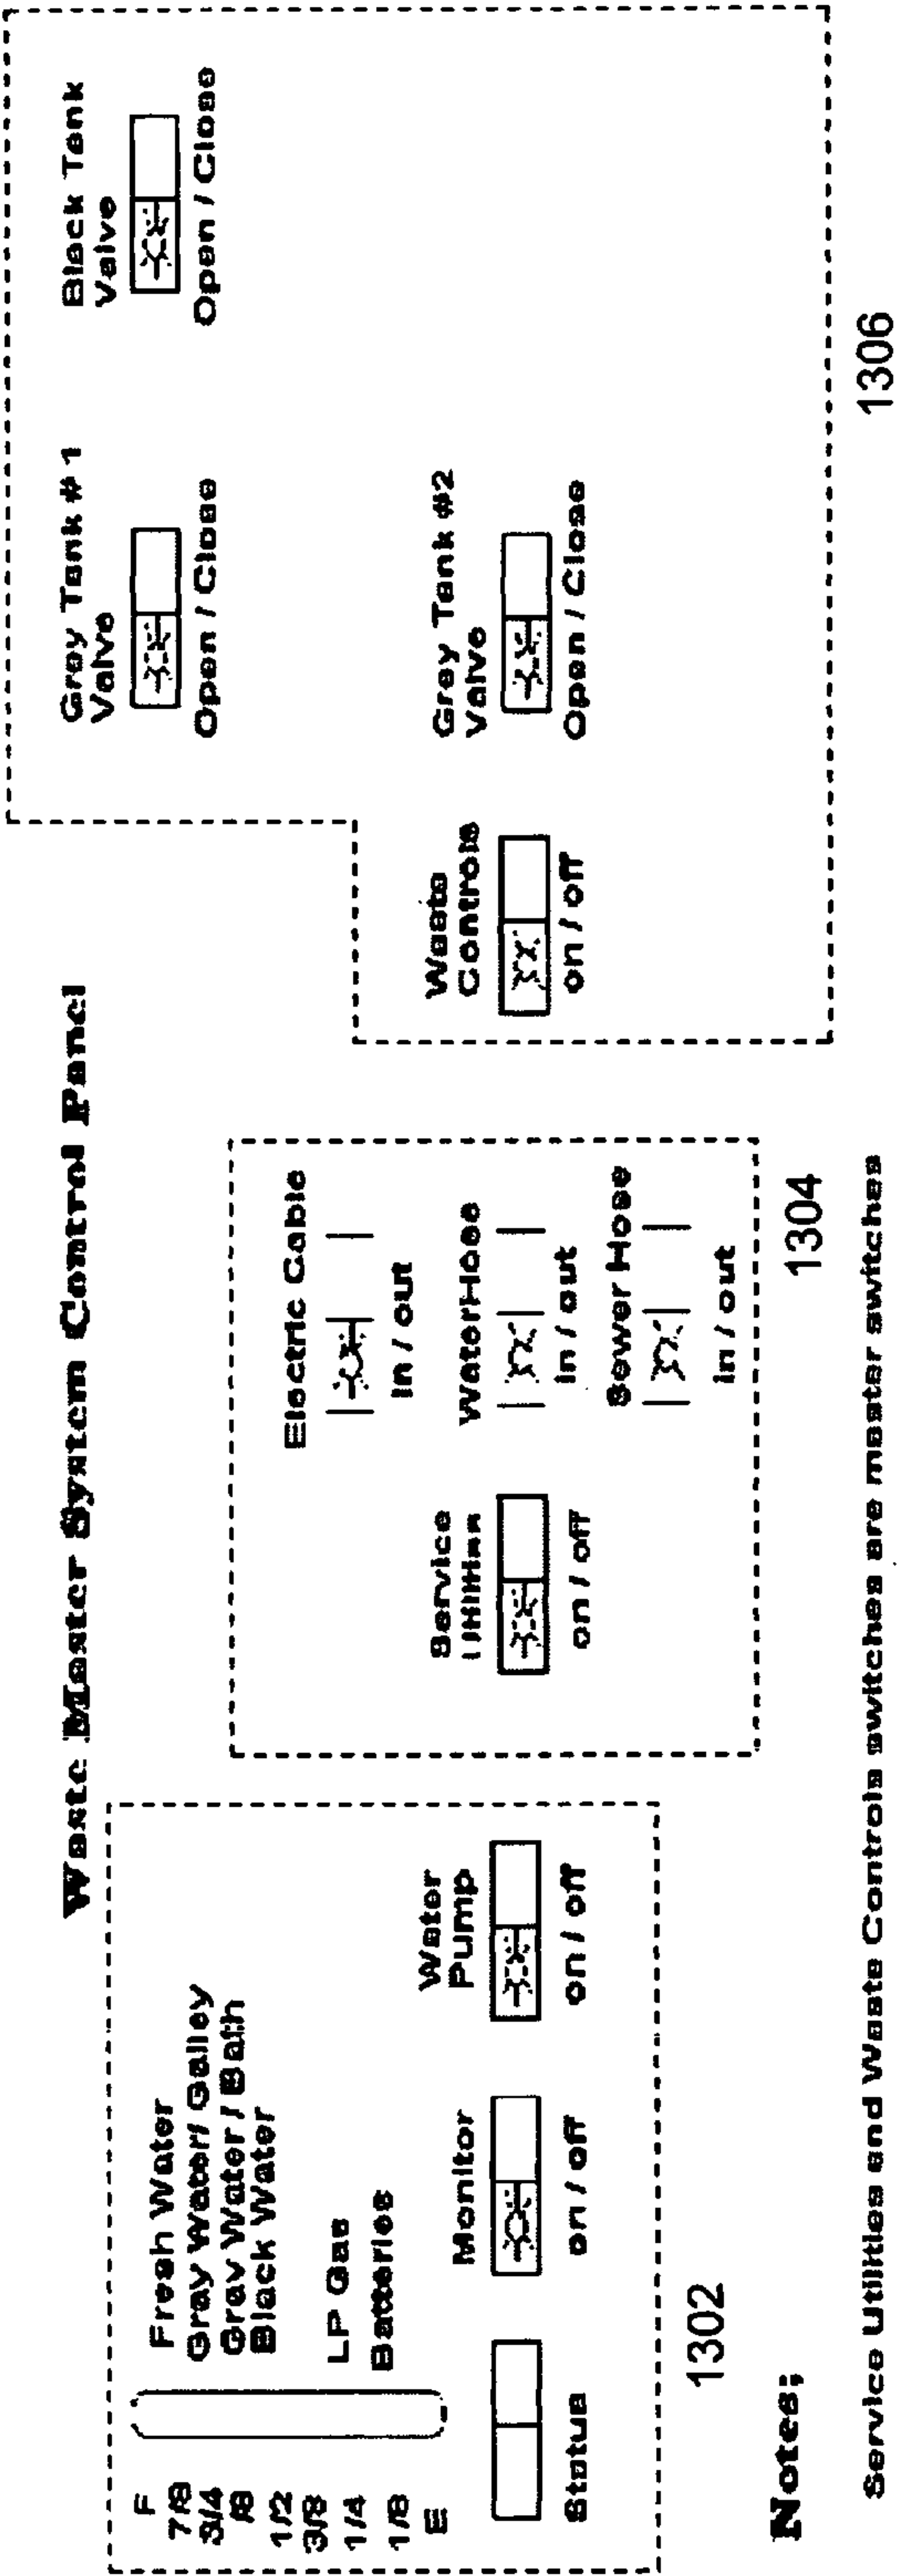 Waste Master System Control Panel
F
7/8
3/4
/8
1/2
3/8
1/4
1/8
E
Fresh Water
Gray Water/ Galley
Gray Water / Bath
Black Water
LP Gas
Batteries
Status
Monitor
on / off
Water
Pump
on / off
1302
Service
Utilities
on / off
Electric Cable
in / out
WaterHose
in / out
Sewer Hose
in / out
1304
Waste
Controls
on / off
Grey Tank # 1
Valve
Open / Close
Grey Tank #2
Valve
Open / Close
Black Tank
Valve
Open / Close
1306
Notes;
Service Utilities and Waste Controls switches are master switches